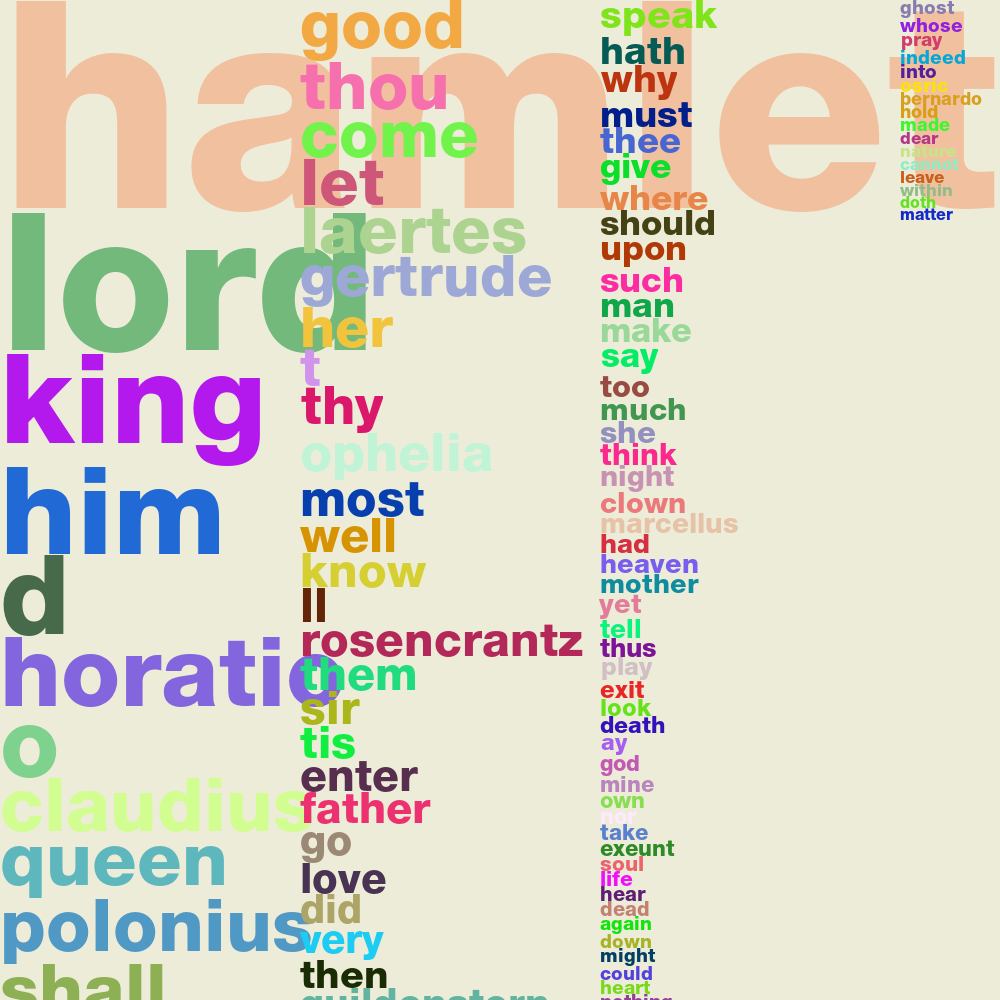 hamlet
lord
king
him
d
horatio
o
claudius
queen
polonius
shall
good
thou
come
let
laertes
gertrude
her
t
thy
ophelia
most
well
know
ll
rosencrantz
them
sir
tis
enter
father
go
love
did
very
then
guildenstern
speak
hath
why
must
thee
give
where
should
upon
such
man
make
say
too
much
she
think
night
clown
marcellus
had
heaven
mother
yet
tell
thus
play
exit
look
death
ay
god
mine
own
nor
take
exeunt
soul
life
hear
dead
again
down
might
could
heart
nothing
ghost
whose
pray
indeed
into
osric
bernardo
hold
made
dear
nature
cannot
leave
within
doth
matter